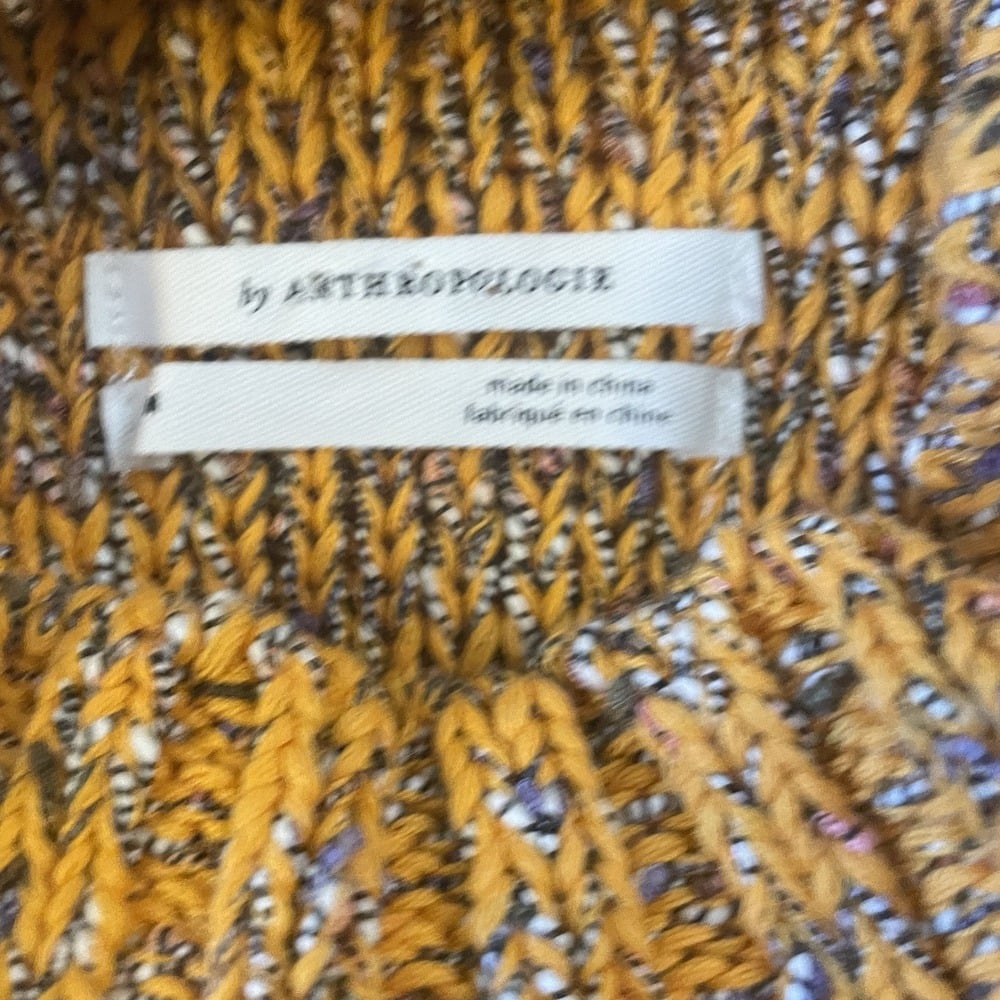 by ANTHROPOLOGIE
made in china
fabriqué en chine